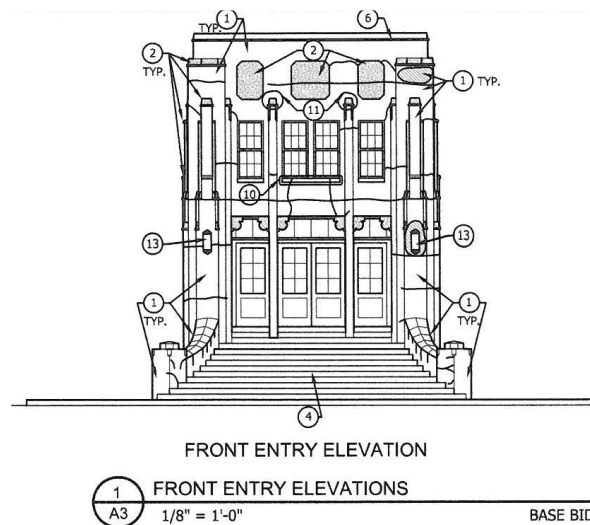 TYP. 1 6
2 2
TYP.
1 TYP.
11
10
13 13
1 1
TYP. TYP.
4
FRONT ENTRY ELEVATION
1 FRONT ENTRY ELEVATIONS
A3 1/8" = 1'-0" BASE BID